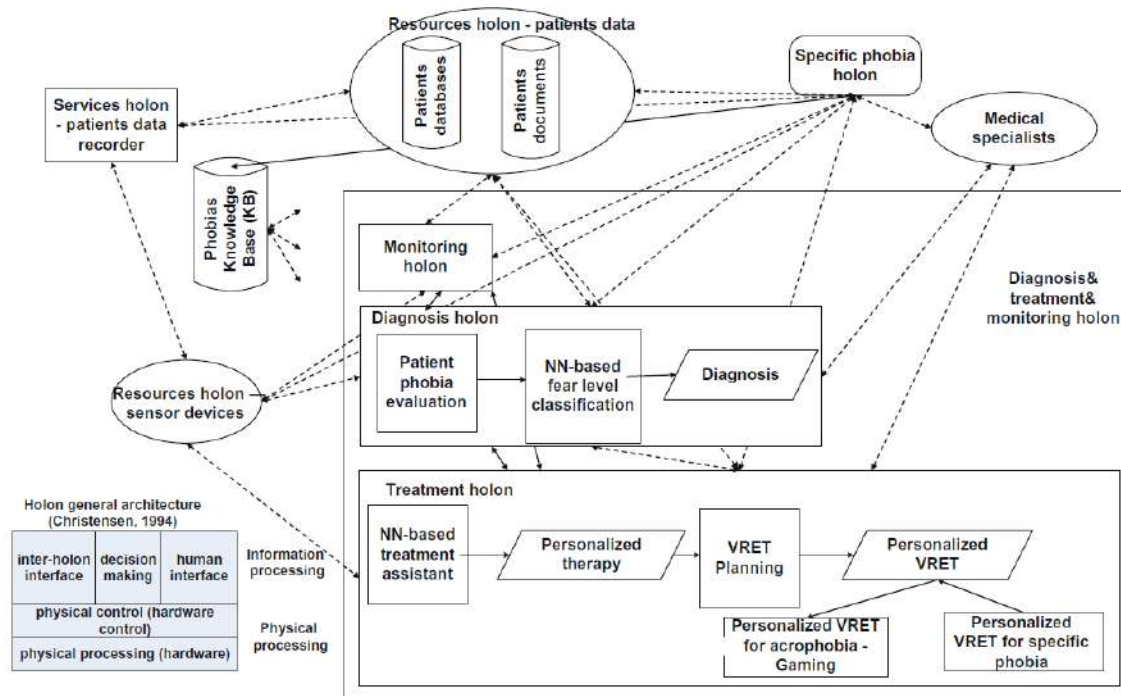 Resources holon - patients data
Patients
databases
Patients
documents
Specific phobia
holon
Services holon
- patients data
recorder
Medical
specialists
Phobias
Knowledge
Base (KB)
Monitoring
holon
Diagnosis&
treatment&
monitoring holon
Diagnosis holon
Patient
phobia
evaluation
NN-based
fear level
classification
Diagnosis
Resources holon –
sensor devices
Treatment holon
NN-based
treatment
assistant
Personalized
therapy
VRET
Planning
Personalized
VRET
Personalized VRET
for acrophobia -
Gaming
Personalized
VRET for specific
phobia
Holon general architecture
(Christensen, 1994)
inter-holon
interface
decision
making
human
interface
Information
processing
physical control (hardware
control)
Physical
processing
physical processing (hardware)